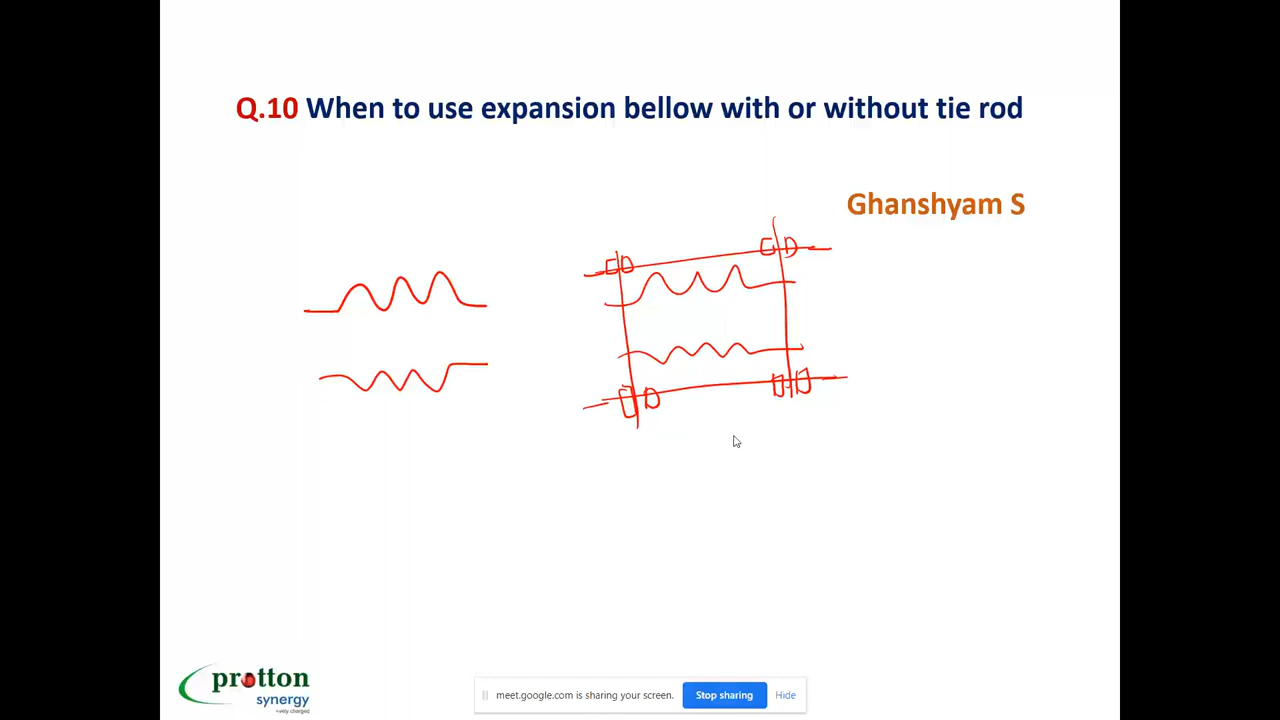 Q.10 When to use expansion bellow with or without tie rod
Ghanshyam S
protton
synergy
meet.google.com is sharing your screen. Stop sharing Hide